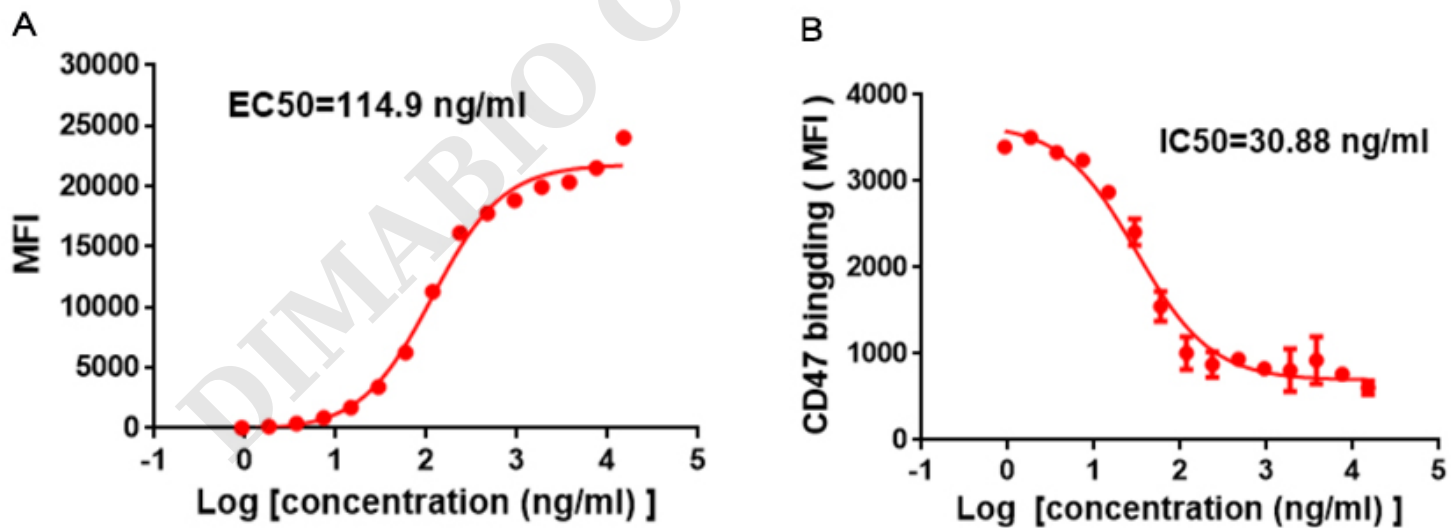 A
30000
25000
20000
15000
10000
5000
0
MFI
EC50=114.9 ng/ml
-1 0 1 2 3 4 5
Log [concentration (ng/ml) ]
B
4000
3000
2000
1000
0
CD47 bingding ( MFI )
IC50=30.88 ng/ml
-1 0 1 2 3 4 5
Log [concentration (ng/ml) ]
DIMABIO